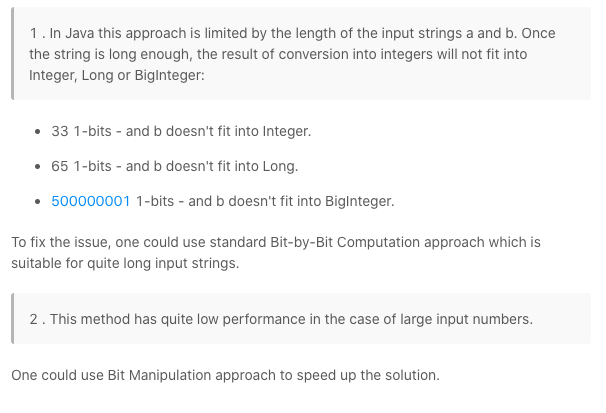 1 . In Java this approach is limited by the length of the input strings a and b. Once
the string is long enough, the result of conversion into integers will not fit into
Integer, Long or BigInteger:
• 33 1-bits - and b doesn't fit into Integer.
• 65 1-bits - and b doesn't fit into Long.
• 500000001 1-bits - and b doesn't fit into BigInteger.
To fix the issue, one could use standard Bit-by-Bit Computation approach which is
suitable for quite long input strings.
2 . This method has quite low performance in the case of large input numbers.
One could use Bit Manipulation approach to speed up the solution.